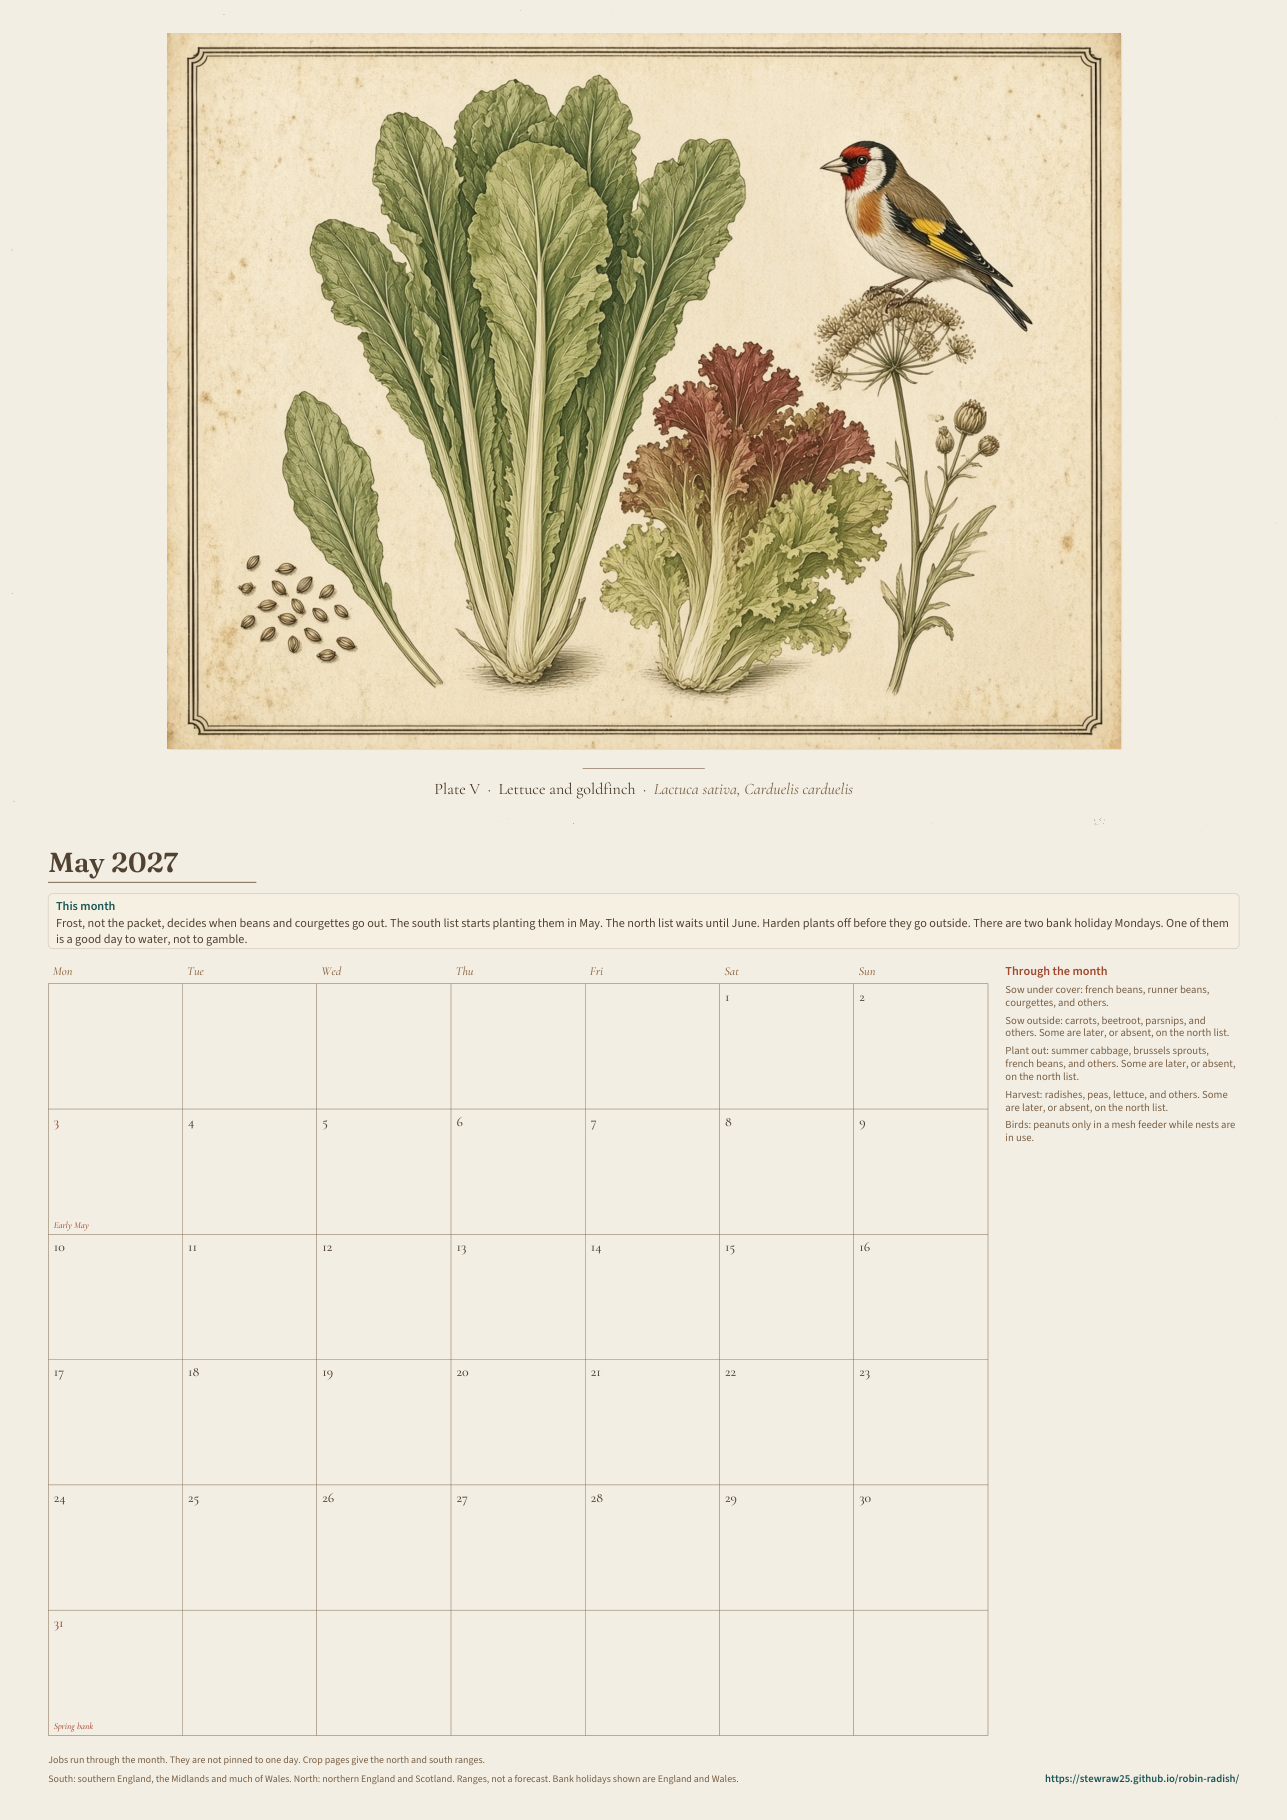 Plate V · Lettuce and goldfinch · Lactuca sativa, Carduelis carduelis
May 2027
This month
Frost, not the packet, decides when beans and courgettes go out. The south list starts planting them in May. The north list waits until June. Harden plants off before they go outside. There are two bank holiday Mondays. One of them
is a good day to water, not to gamble.
Mon Tue Wed Thu Fri Sat Sun
1 2
3 4 5 6 7 8 9
Early May
10 11 12 13 14 15 16
17 18 19 20 21 22 23
24 25 26 27 28 29 30
31
Spring bank
Through the month
Sow under cover: french beans, runner beans,
courgettes, and others.
Sow outside: carrots, beetroot, parsnips, and
others. Some are later, or absent, on the north list.
Plant out: summer cabbage, brussels sprouts,
french beans, and others. Some are later, or absent,
on the north list.
Harvest: radishes, peas, lettuce, and others. Some
are later, or absent, on the north list.
Birds: peanuts only in a mesh feeder while nests are
in use.
Jobs run through the month. They are not pinned to one day. Crop pages give the north and south ranges.
South: southern England, the Midlands and much of Wales. North: northern England and Scotland. Ranges, not a forecast. Bank holidays shown are England and Wales.
https://stewraw25.github.io/robin-radish/